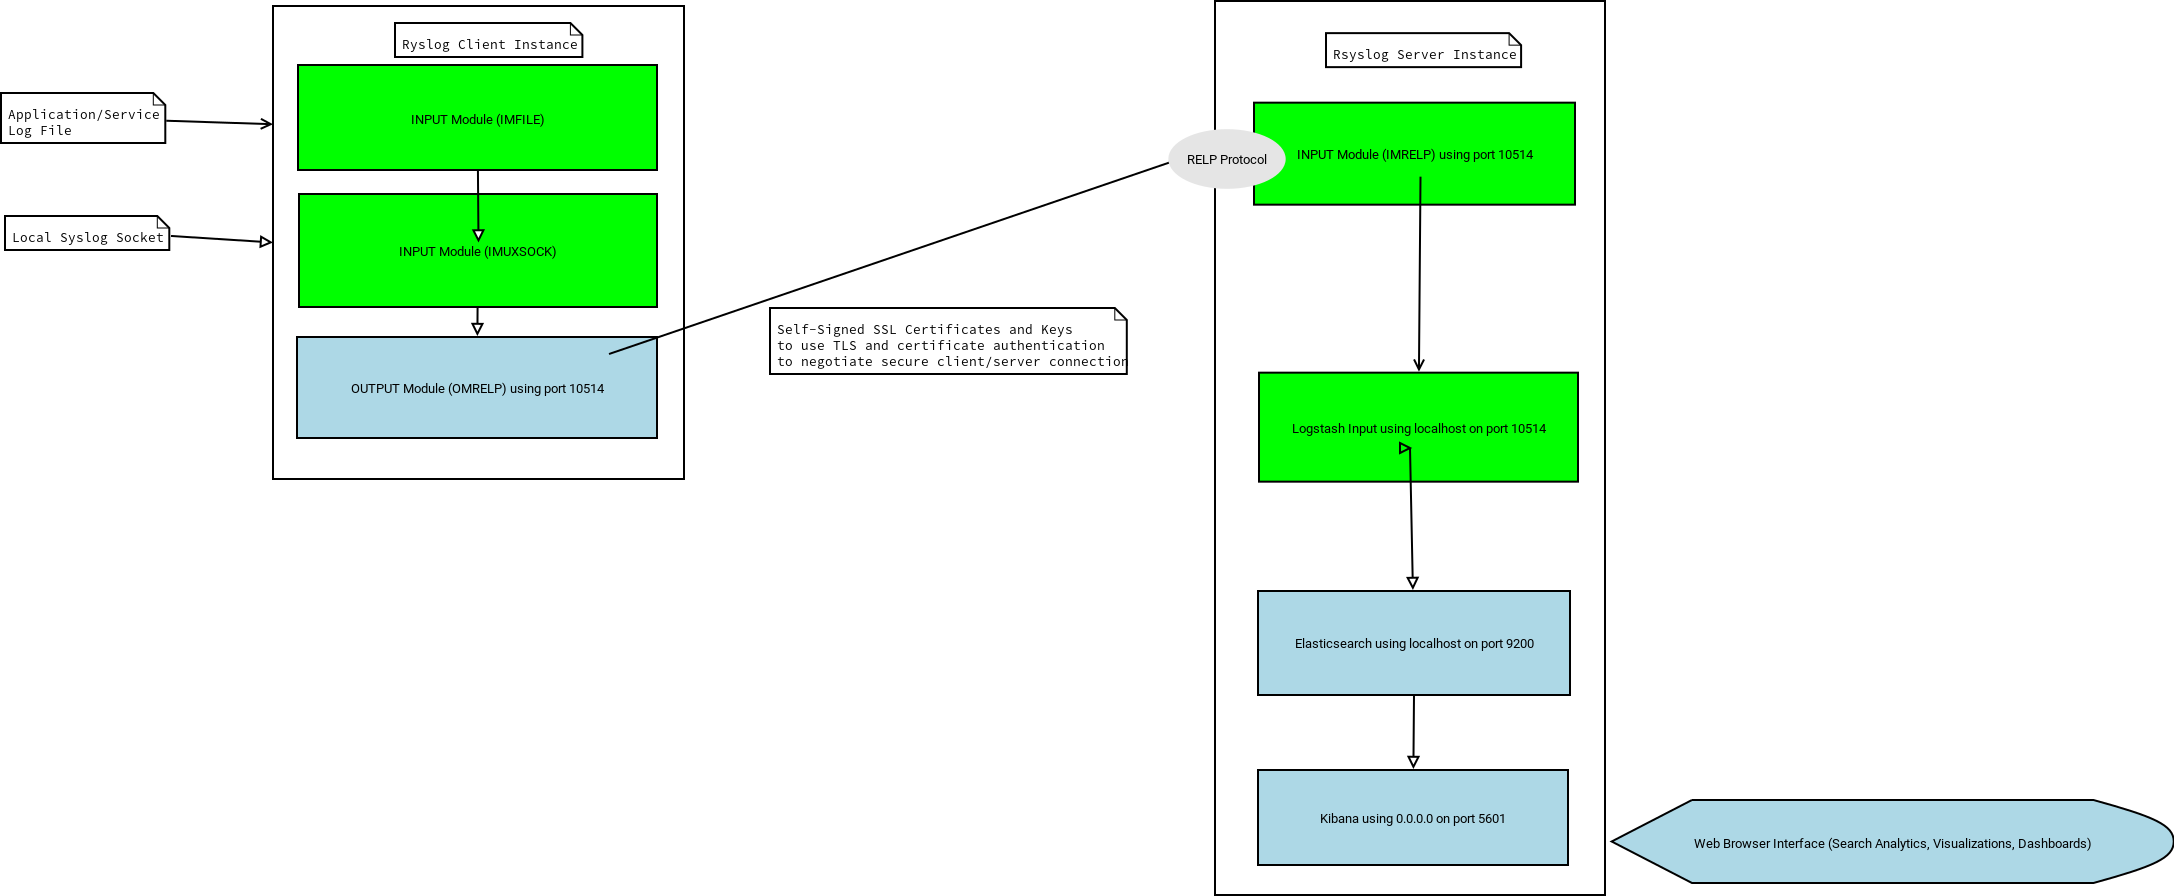 Ryslog Client Instance
Application/Service
Log File
INPUT Module (IMFILE)
Local Syslog Socket
INPUT Module (IMUXSOCK)
OUTPUT Module (OMRELP) using port 10514
Self-Signed SSL Certificates and Keys
to use TLS and certificate authentication
to negotiate secure client/server connection
Rsyslog Server Instance
RELP Protocol
INPUT Module (IMRELP) using port 10514
Logstash Input using localhost on port 10514
Elasticsearch using localhost on port 9200
Kibana using 0.0.0.0 on port 5601
Web Browser Interface (Search Analytics, Visualizations, Dashboards)